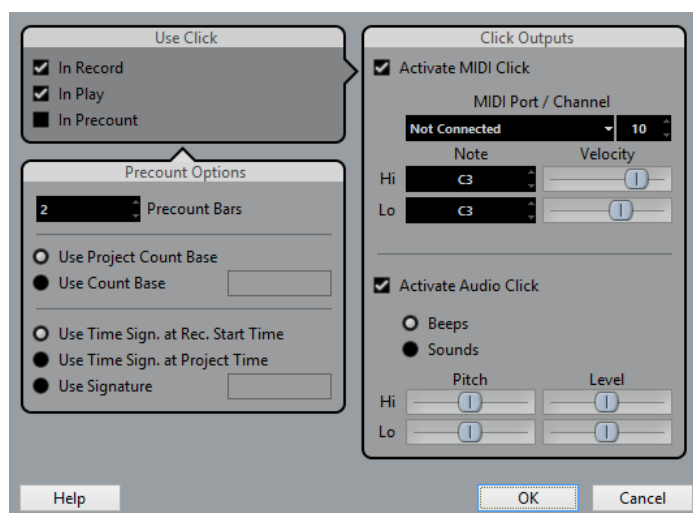 Use Click
In Record
In Play
In Precount
Precount Options
2 Precount Bars
Use Project Count Base
Use Count Base
Use Time Sign. at Rec. Start Time
Use Time Sign. at Project Time
Use Signature
Click Outputs
Activate MIDI Click
MIDI Port / Channel
Not Connected 10
Note Velocity
Hi C3
Lo C3
Activate Audio Click
Beeps
Sounds
Pitch Level
Hi
Lo
Help OK Cancel